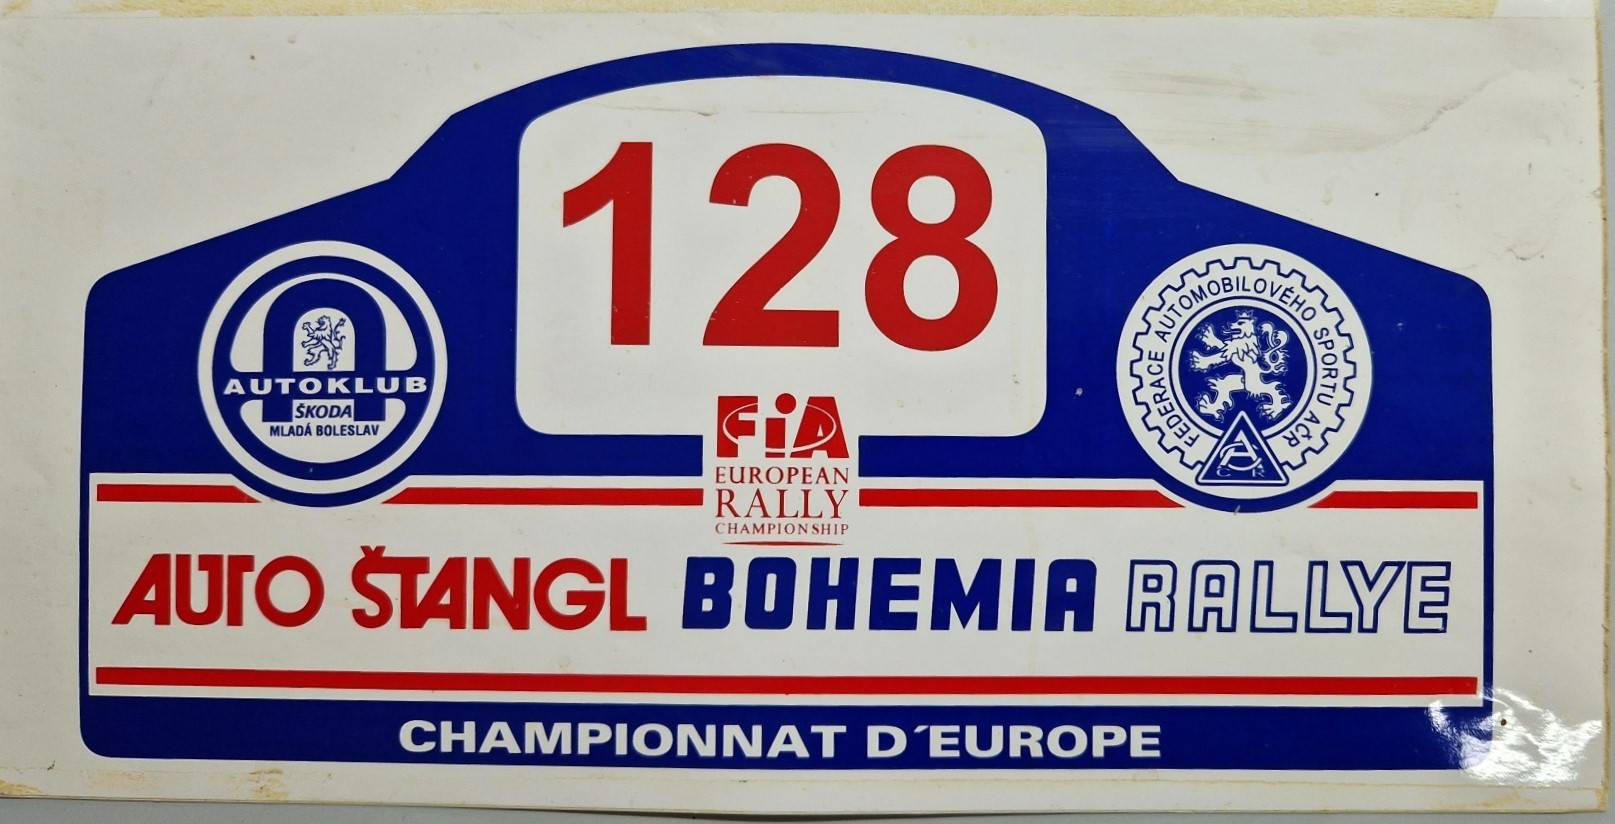 128
AUTOKLUB
ŠKODA
MLADÁ BOLESLAV
FEDERACE AUTOMOBILOVÉHO SPORTU AČR
AČR
FiA
EUROPEAN
RALLY
CHAMPIONSHIP
AUTO ŠTANGL BOHEMIA RALLYE
CHAMPIONNAT D´EUROPE